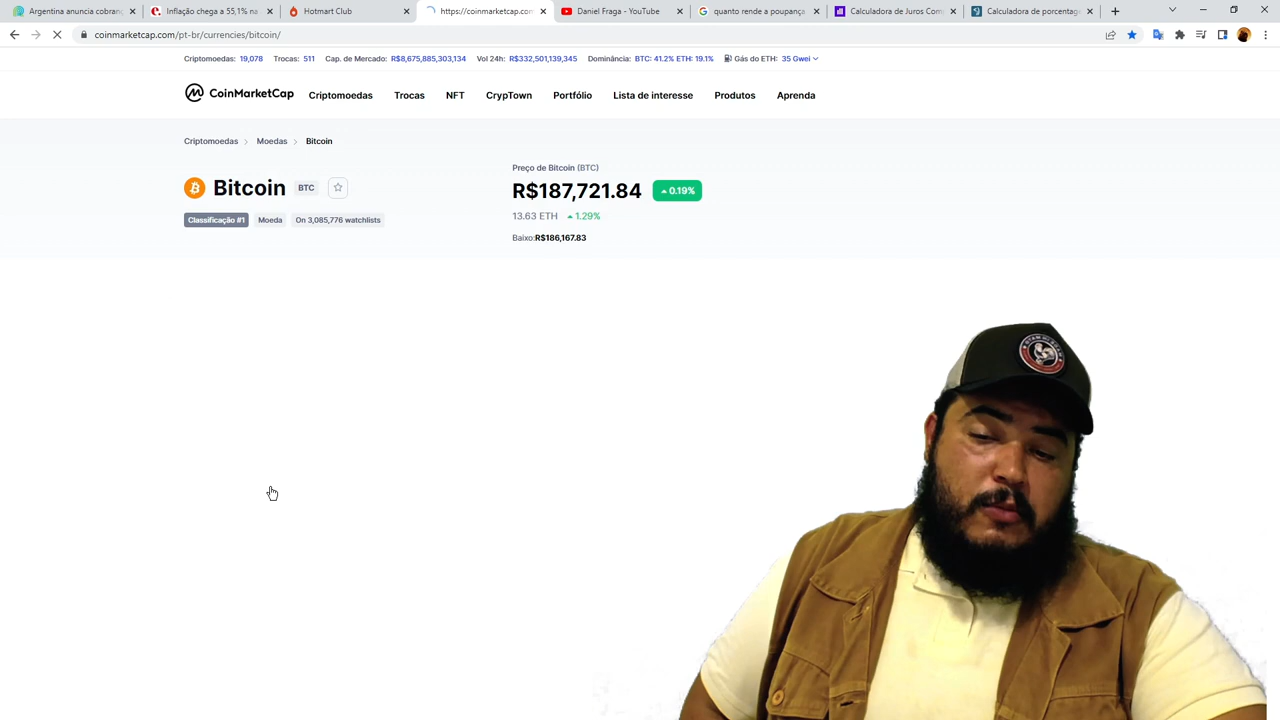 Argentina anuncia cobranç
Inflação chega a 55,1% na
Hotmart Club
https://coinmarketcap.com
Daniel Fraga - YouTube
quanto rende a poupança
Calculadora de Juros Com
Calculadora de porcentage
coinmarketcap.com/pt-br/currencies/bitcoin/
Criptomoedas: 19,078 Trocas: 511 Cap. de Mercado: R$8,675,885,303,134 Vol 24h: R$332,501,139,345 Dominância: BTC: 41.2% ETH: 19.1% Gás do ETH: 35 Gwei
CoinMarketCap Criptomoedas Trocas NFT CrypTown Portfólio Lista de interesse Produtos Aprenda
Criptomoedas > Moedas > Bitcoin
Preço de Bitcoin (BTC)
Bitcoin BTC
R$187,721.84 0.19%
13.63 ETH 1.29%
Classificação #1 Moeda On 3,085,776 watchlists
Baixo:R$186,167.83